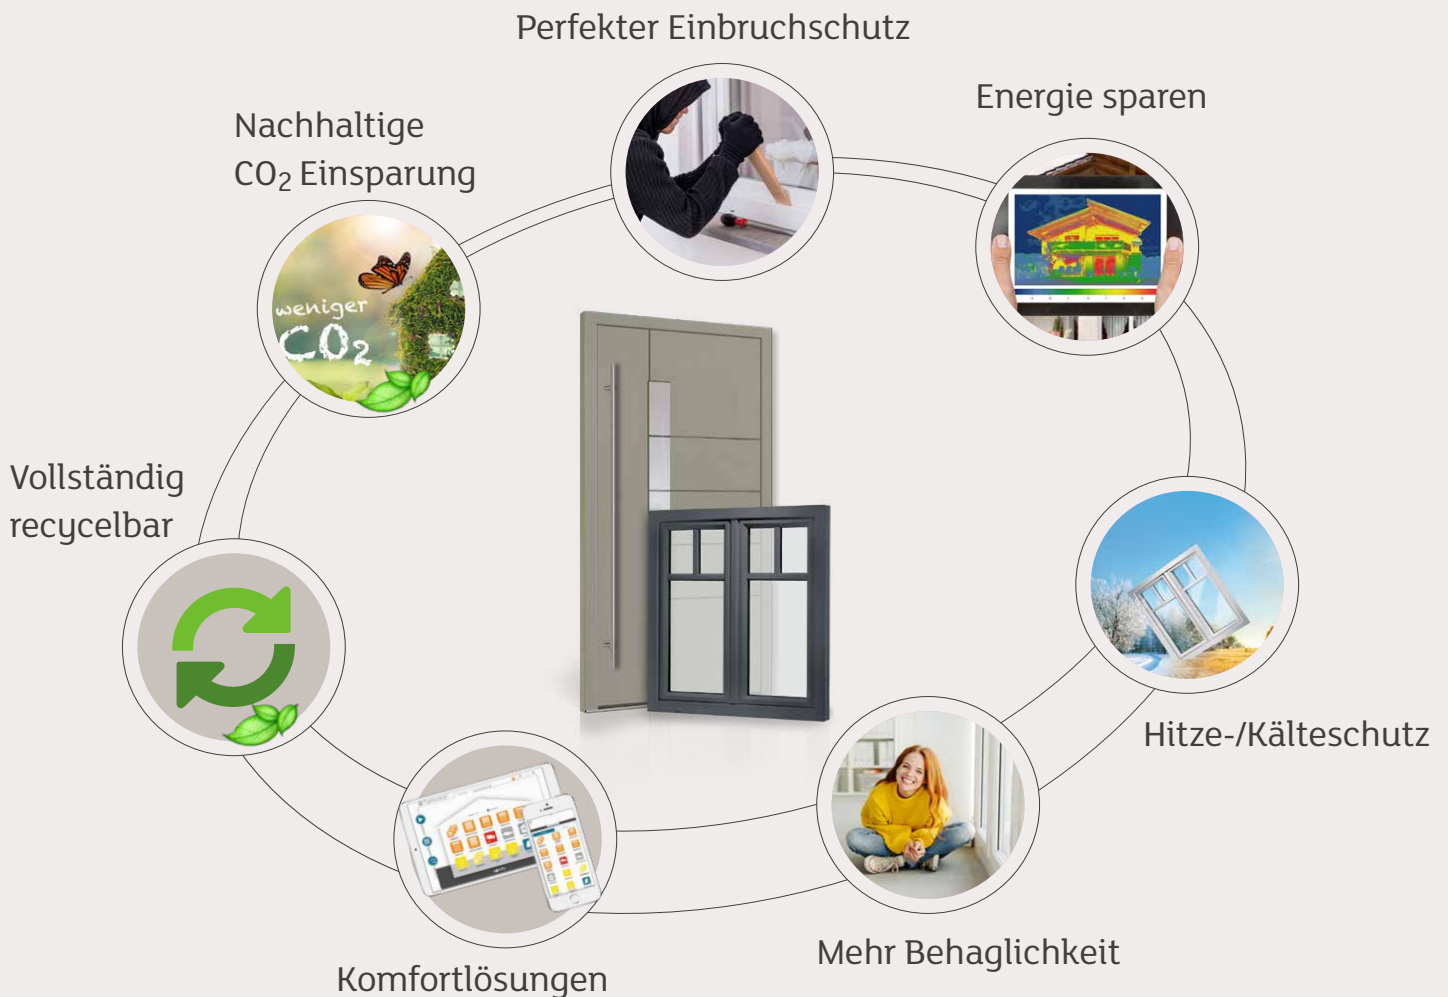 Perfekter Einbruchschutz
Energie sparen
Nachhaltige
CO₂ Einsparung
weniger
CO₂
Vollständig
recycelbar
Hitze-/Kälteschutz
Mehr Behaglichkeit
Komfortlösungen